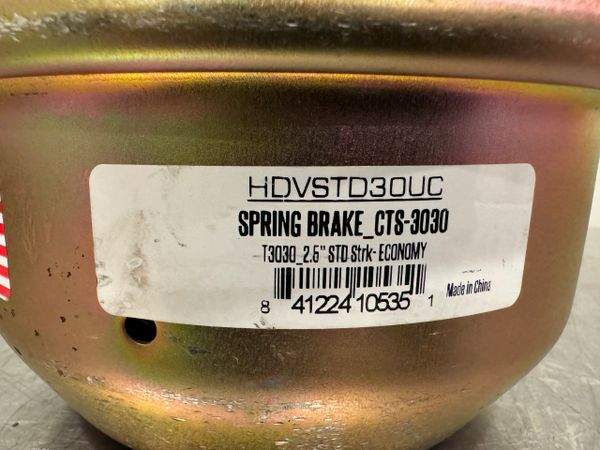 HDVSTD30UC
SPRING BRAKE_CTS-3030
T3030_2.5" STD Strk- ECONOMY
8 41224 10535 1
Made in China